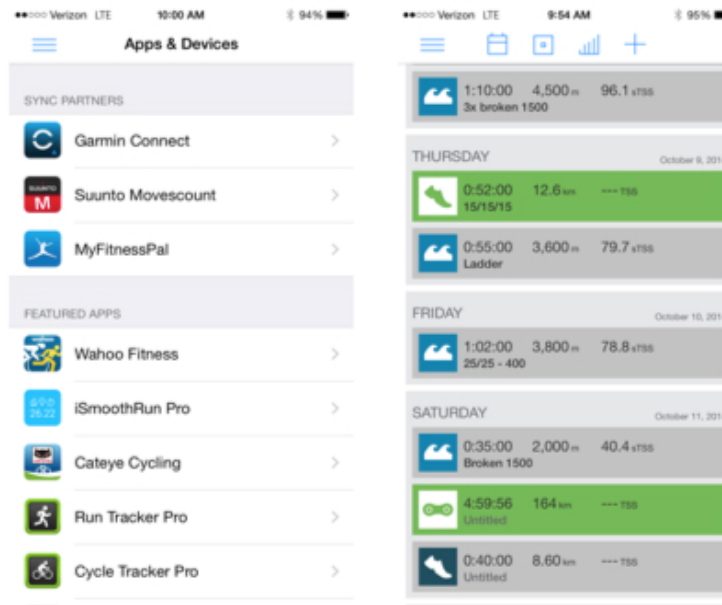 Verizon LTE 10:00 AM 94%
Apps & Devices
SYNC PARTNERS
Garmin Connect
SUUNTO
M
Suunto Movescount
MyFitnessPal
FEATURED APPS
Wahoo Fitness
26.22
iSmoothRun Pro
Cateye Cycling
Run Tracker Pro
Cycle Tracker Pro
Verizon LTE 9:54 AM 95%
1:10:00 4,500 m 96.1 sTSS
3x broken 1500
THURSDAY October 9, 201
0:52:00 12.6 km --- TSS
15/15/15
0:55:00 3,600 m 79.7 sTSS
Ladder
FRIDAY October 10, 201
1:02:00 3,800 m 78.8 sTSS
25/25 - 400
SATURDAY October 11, 201
0:35:00 2,000 m 40.4 sTSS
Broken 1500
4:59:56 164 km --- TSS
Untitled
0:40:00 8.60 km --- TSS
Untitled